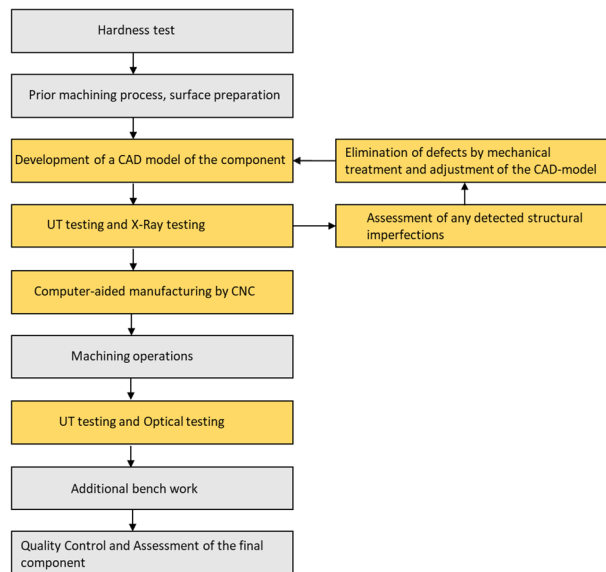 Hardness test
Prior machining process, surface preparation
Development of a CAD model of the component
Elimination of defects by mechanical
treatment and adjustment of the CAD-model
UT testing and X-Ray testing
Assessment of any detected structural
imperfections
Computer-aided manufacturing by CNC
Machining operations
UT testing and Optical testing
Additional bench work
Quality Control and Assessment of the final
component